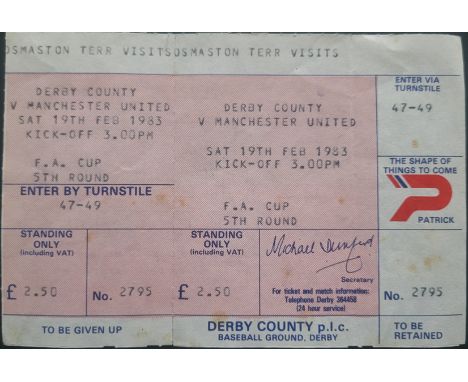 OSMASTON TERR VISITSOSMASTON TERR VISITS
DERBY COUNTY
V MANCHESTER UNITED
SAT 19TH FEB 1983
KICK-OFF 3.00PM
F.A. CUP
5TH ROUND
ENTER BY TURNSTILE
47-49
STANDING
ONLY
(including VAT)
£ 2.50
No. 2795
TO BE GIVEN UP
DERBY COUNTY
V MANCHESTER UNITED
SAT 19TH FEB 1983
KICK-OFF 3.00PM
F.A. CUP
5TH ROUND
STANDING
ONLY
(including VAT)
£ 2.50
Michael Dunford
Secretary
For ticket and match information:
Telephone Derby 364458
(24 hour service)
DERBY COUNTY p.l.c.
BASEBALL GROUND, DERBY
ENTER VIA
TURNSTILE
47-49
THE SHAPE OF
THINGS TO COME
PATRICK
No. 2795
TO BE
RETAINED